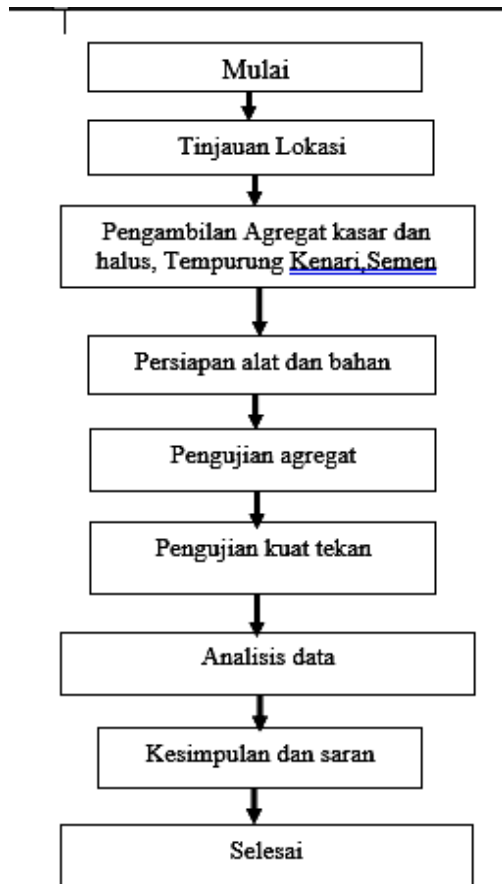 Mulai
Tinjauan Lokasi
Pengambilan Agregat kasar dan
halus, Tempurung Kenari,Semen
Persiapan alat dan bahan
Pengujian agregat
Pengujian kuat tekan
Analisis data
Kesimpulan dan saran
Selesai